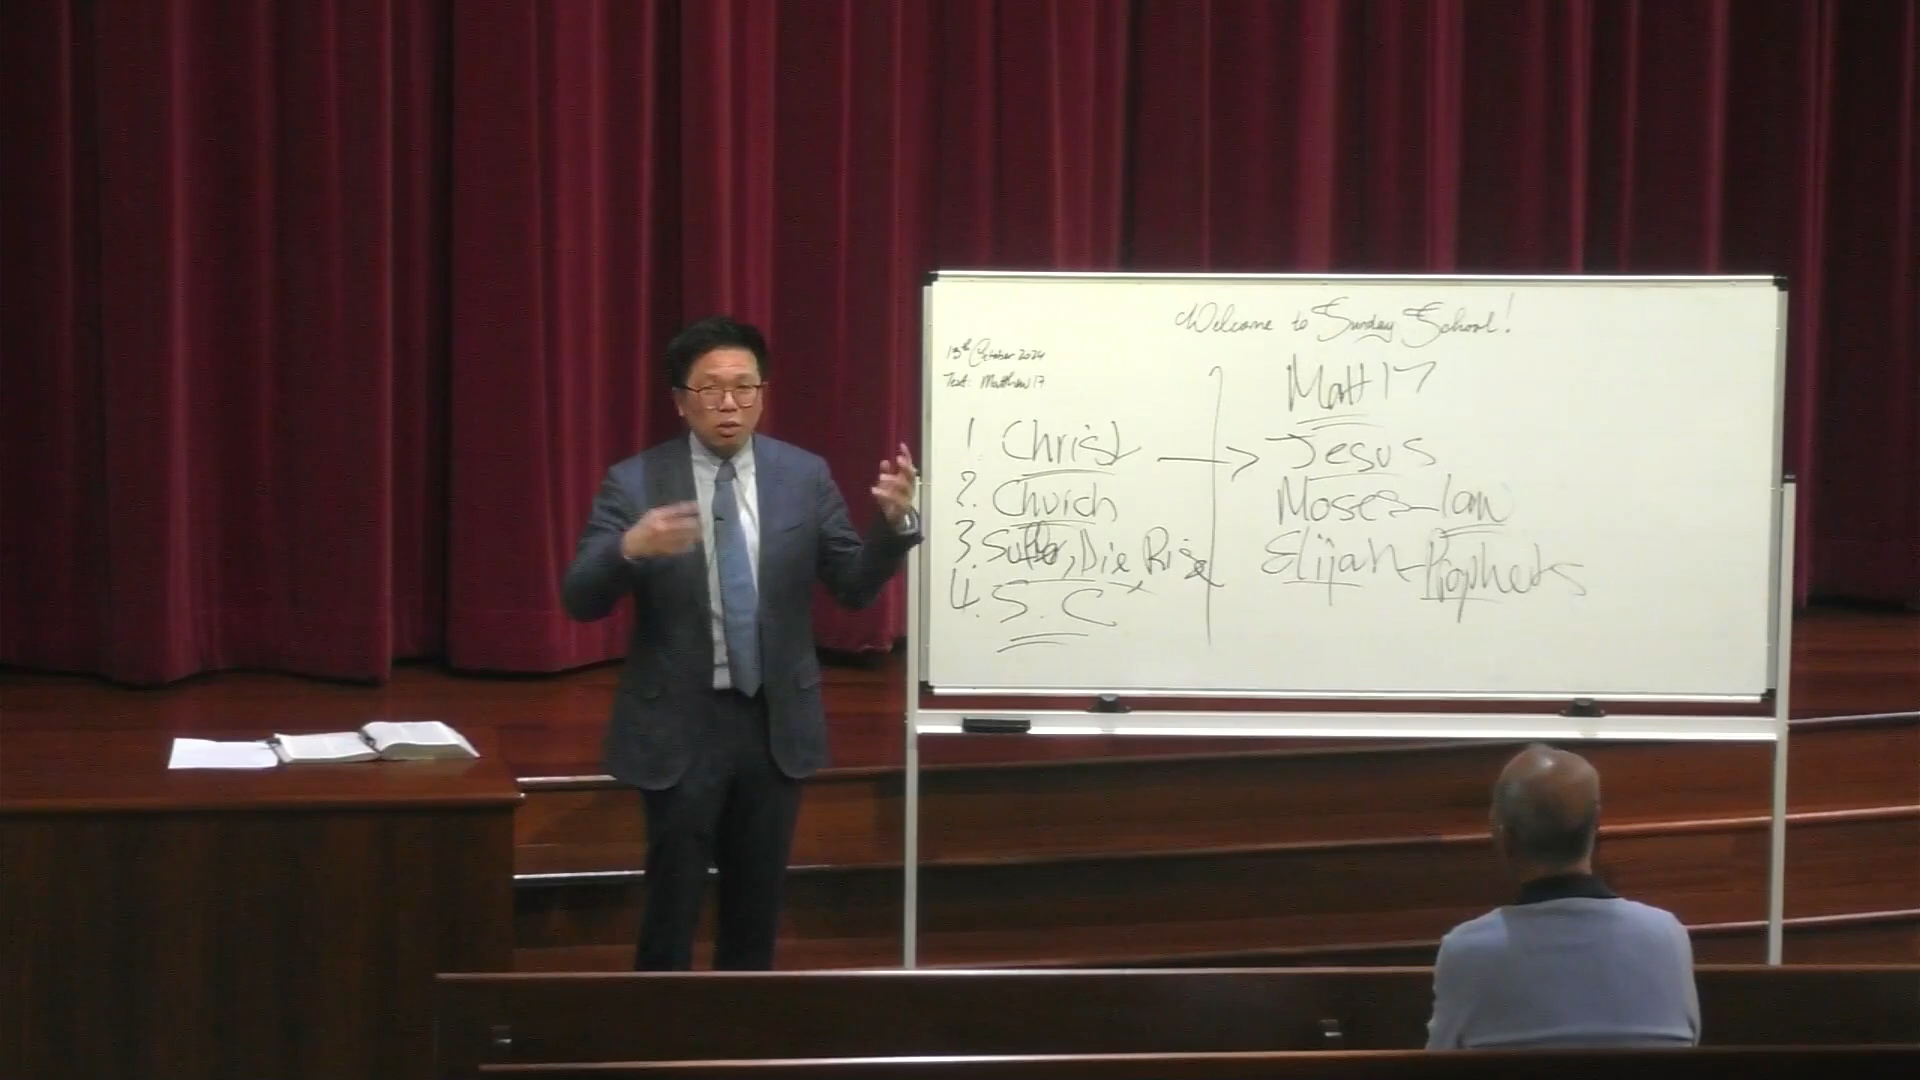 Welcome to Sunday School!
13th October 2024
Text: Matthew 17
1. Christ
2. Church
3. Suffer, Die Rise
4. S. C
Matt 17
→ Jesus
Moses-law
Elijah-Prophets